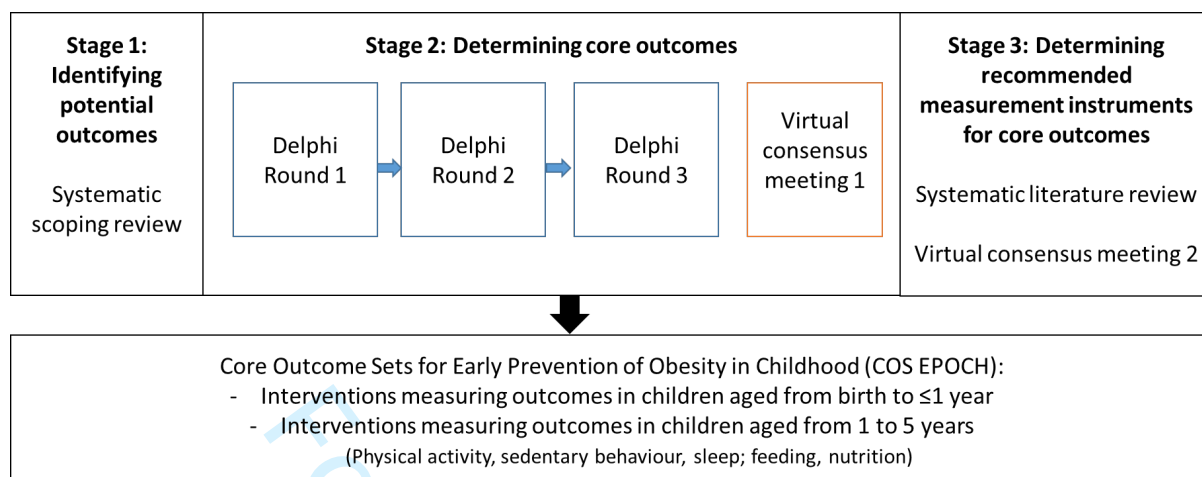 Stage 1:
Identifying
potential
outcomes
Systematic
scoping review
Stage 2: Determining core outcomes
Delphi
Round 1
Delphi
Round 2
Delphi
Round 3
Virtual
consensus
meeting 1
Stage 3: Determining
recommended
measurement instruments
for core outcomes
Systematic literature review
Virtual consensus meeting 2
Core Outcome Sets for Early Prevention of Obesity in Childhood (COS EPOCH):
- Interventions measuring outcomes in children aged from birth to ≤1 year
- Interventions measuring outcomes in children aged from 1 to 5 years
(Physical activity, sedentary behaviour, sleep; feeding, nutrition)